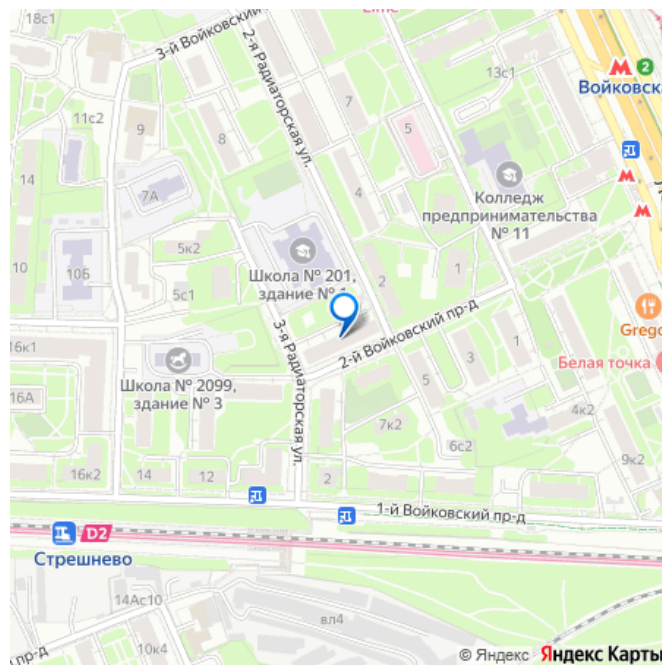 18с1
3-й Войковский
2-я Радиаторская ул.
13с1
М 2
Войковска
11с2
9
8
7
5
14
7А
4
М
Колледж
предпринимательства
№ 11
М
5к2
10
10Б
Школа № 201,
здание № 1
2
1
5с1
3-я Радиаторская ул.
2-й Войковский пр-д
Grego
16к1
Школа № 2099,
здание № 3
3
1
Белая точка
5
16А
7к2
4к2
6с2
9к2
16к2
14
12
2
1-й Войковский пр-д
D2
Стрешнево
14Ас10
вл4
пр-д
10к4
© Яндекс Яндекс Карты